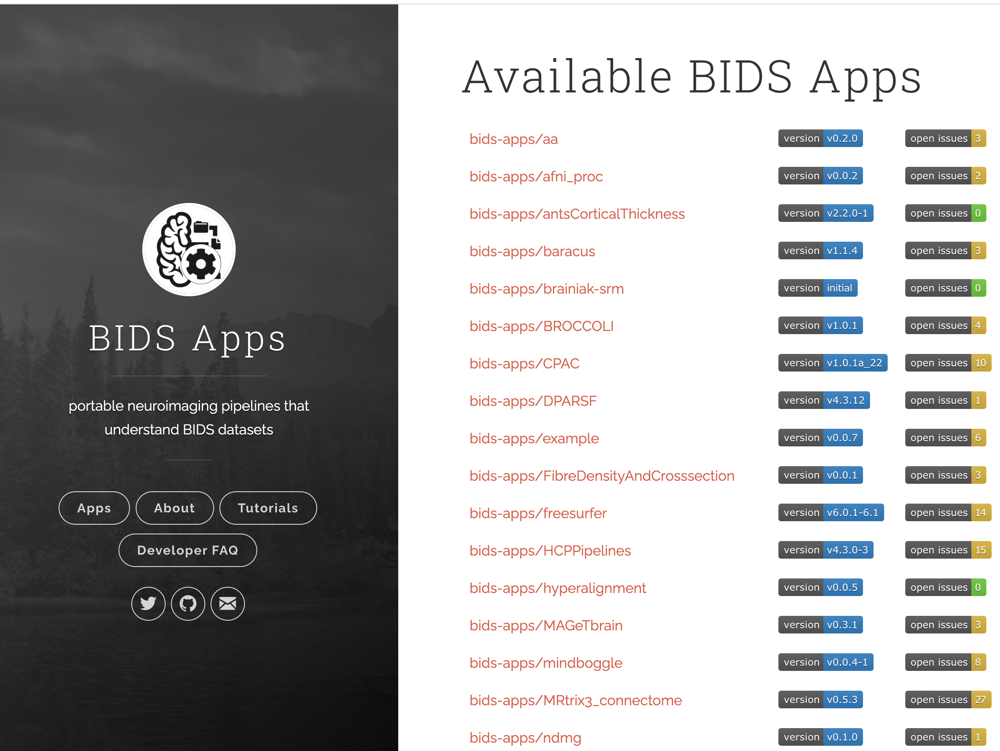 BIDS Apps
portable neuroimaging pipelines that
understand BIDS datasets
Apps About Tutorials
Developer FAQ
Available BIDS Apps
bids-apps/aa version v0.2.0 open issues 3
bids-apps/afni_proc version v0.0.2 open issues 2
bids-apps/antsCorticalThickness version v2.2.0-1 open issues 0
bids-apps/baracus version v1.1.4 open issues 3
bids-apps/brainiak-srm version initial open issues 0
bids-apps/BROCCOLI version v1.0.1 open issues 4
bids-apps/CPAC version v1.0.1a_22 open issues 10
bids-apps/DPARSF version v4.3.12 open issues 1
bids-apps/example version v0.0.7 open issues 6
bids-apps/FibreDensityAndCrosssection version v0.0.1 open issues 3
bids-apps/freesurfer version v6.0.1-6.1 open issues 14
bids-apps/HCPPipelines version v4.3.0-3 open issues 15
bids-apps/hyperalignment version v0.0.5 open issues 0
bids-apps/MAGeTbrain version v0.3.1 open issues 3
bids-apps/mindboggle version v0.0.4-1 open issues 8
bids-apps/MRtrix3_connectome version v0.5.3 open issues 27
bids-apps/ndmg version v0.1.0 open issues 1